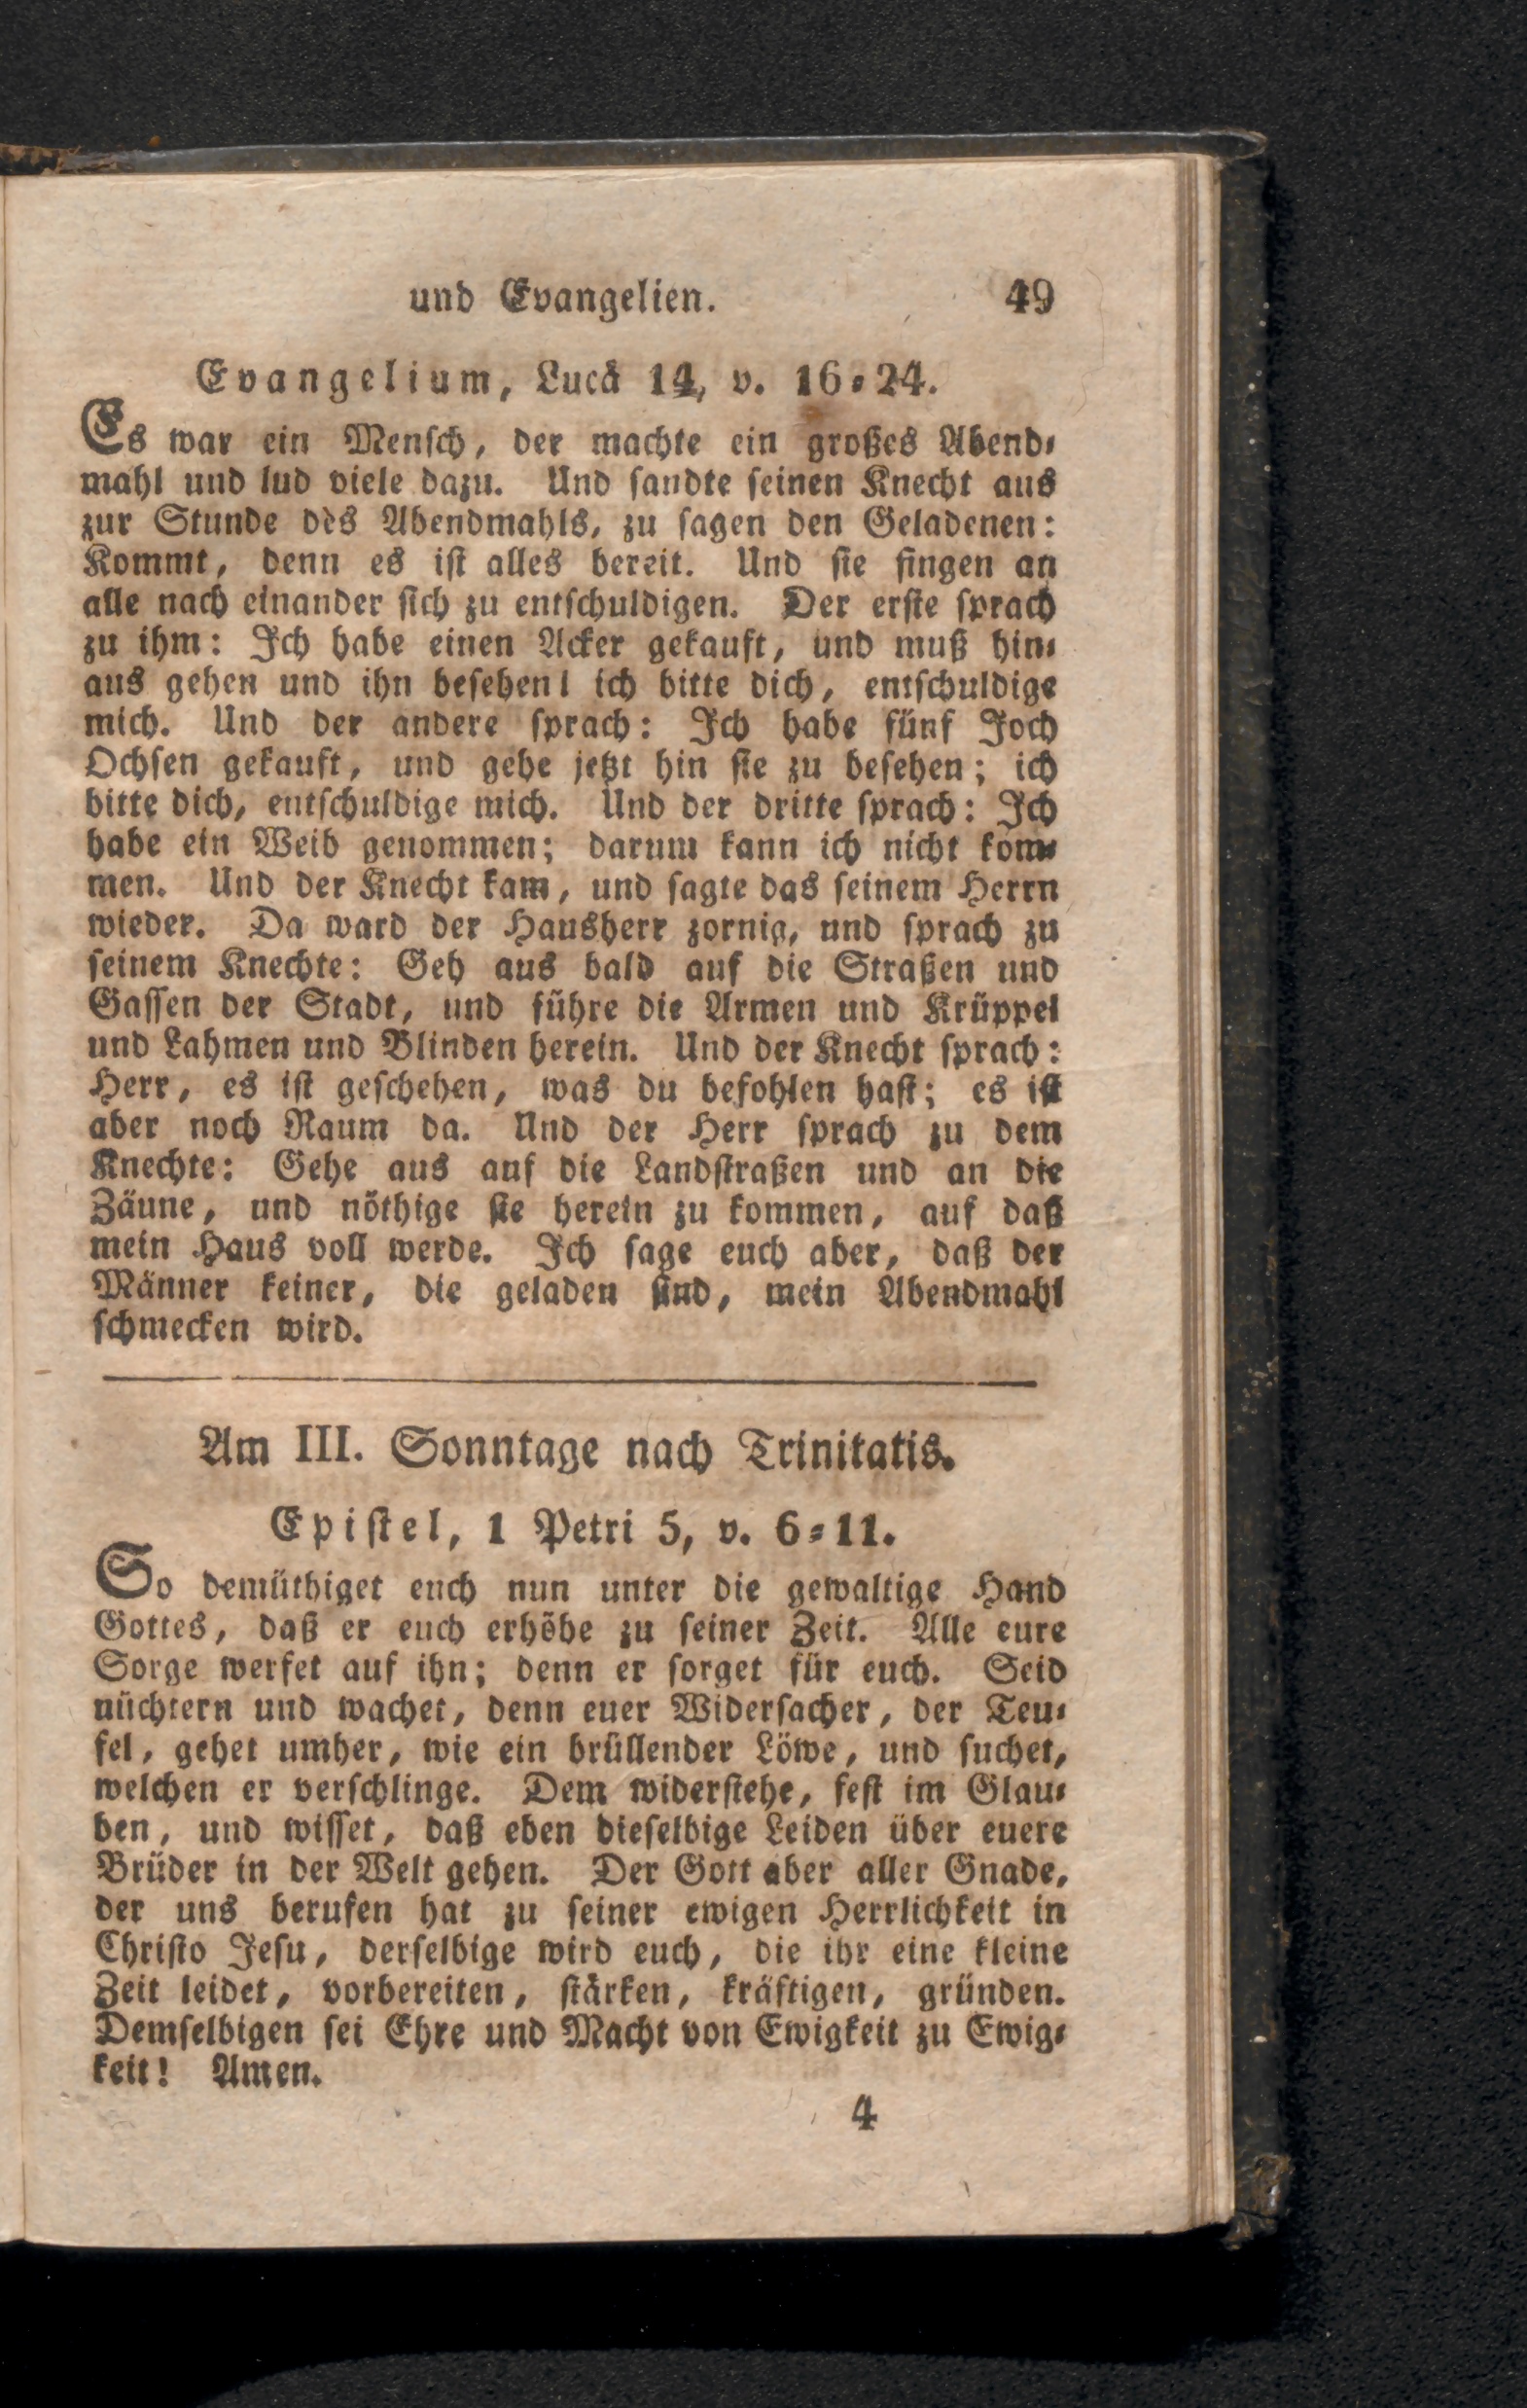 und Evangelien. 49
Evangelium, Lucä 14, v. 16⸗24.
Es war ein Mensch, der machte ein großes Abend⸗
mahl und lud viele dazu. Und sandte seinen Knecht aus
zur Stunde dès Abendmahls, zu sagen den Geladenen:
Kommt, denn es ist alles bereit. Und sie fingen an
alle nach einander sich zu entschuldigen. Der erste sprach
zu ihm: Ich habe einen Acker gekauft, und muß hin⸗
aus gehen und ihn besehen! ich bitte dich, entschuldige
mich. Und der andere sprach: Ich habe fünf Joch
Ochsen gekauft, und gehe jetzt hin sie zu besehen; ich
bitte dich, entschuldige mich. Und der dritte sprach: Ich
habe ein Weib genommen; darum kann ich nicht kom⸗
men. Und der Knecht kam, und sagte das seinem Herrn
wieder. Da ward der Hausherr zornig, und sprach zu
seinem Knechte: Geh aus bald auf die Straßen und
Gassen der Stadt, und führe die Armen und Krüppel
und Lahmen und Blinden herein. Und der Knecht sprach:
Herr, es ist geschehen, was du befohlen hast; es ist
aber noch Raum da. Und der Herr sprach zu dem
Knechte: Gehe aus auf die Landstraßen und an die
Zäune, und nöthige sie herein zu kommen, auf daß
mein Haus voll werde. Ich sage euch aber, daß der
Männer keiner, die geladen sind, mein Abendmahl
schmecken wird.
Am III. Sonntage nach Trinitatis.
Epistel, 1 Petri 5, v. 6⸗11.
So demüthiget euch nun unter die gewaltige Hand
Gottes, daß er euch erhöhe zu seiner Zeit. Alle eure
Sorge werfet auf ihn; denn er sorget für euch. Seid
nüchtern und wachet, denn euer Widersacher, der Teu⸗
fel, gehet umher, wie ein brüllender Löwe, und suchet,
welchen er verschlinge. Dem widerstehe, fest im Glau⸗
ben, und wisset, daß eben dieselbige Leiden über euere
Brüder in der Welt gehen. Der Gott aber aller Gnade,
der uns berufen hat zu seiner ewigen Herrlichkeit in
Christo Jesu, derselbige wird euch, die ihr eine kleine
Zeit leidet, vorbereiten, stärken, kräftigen, gründen.
Demselbigen sei Ehre und Macht von Ewigkeit zu Ewig⸗
keit! Amen.
4